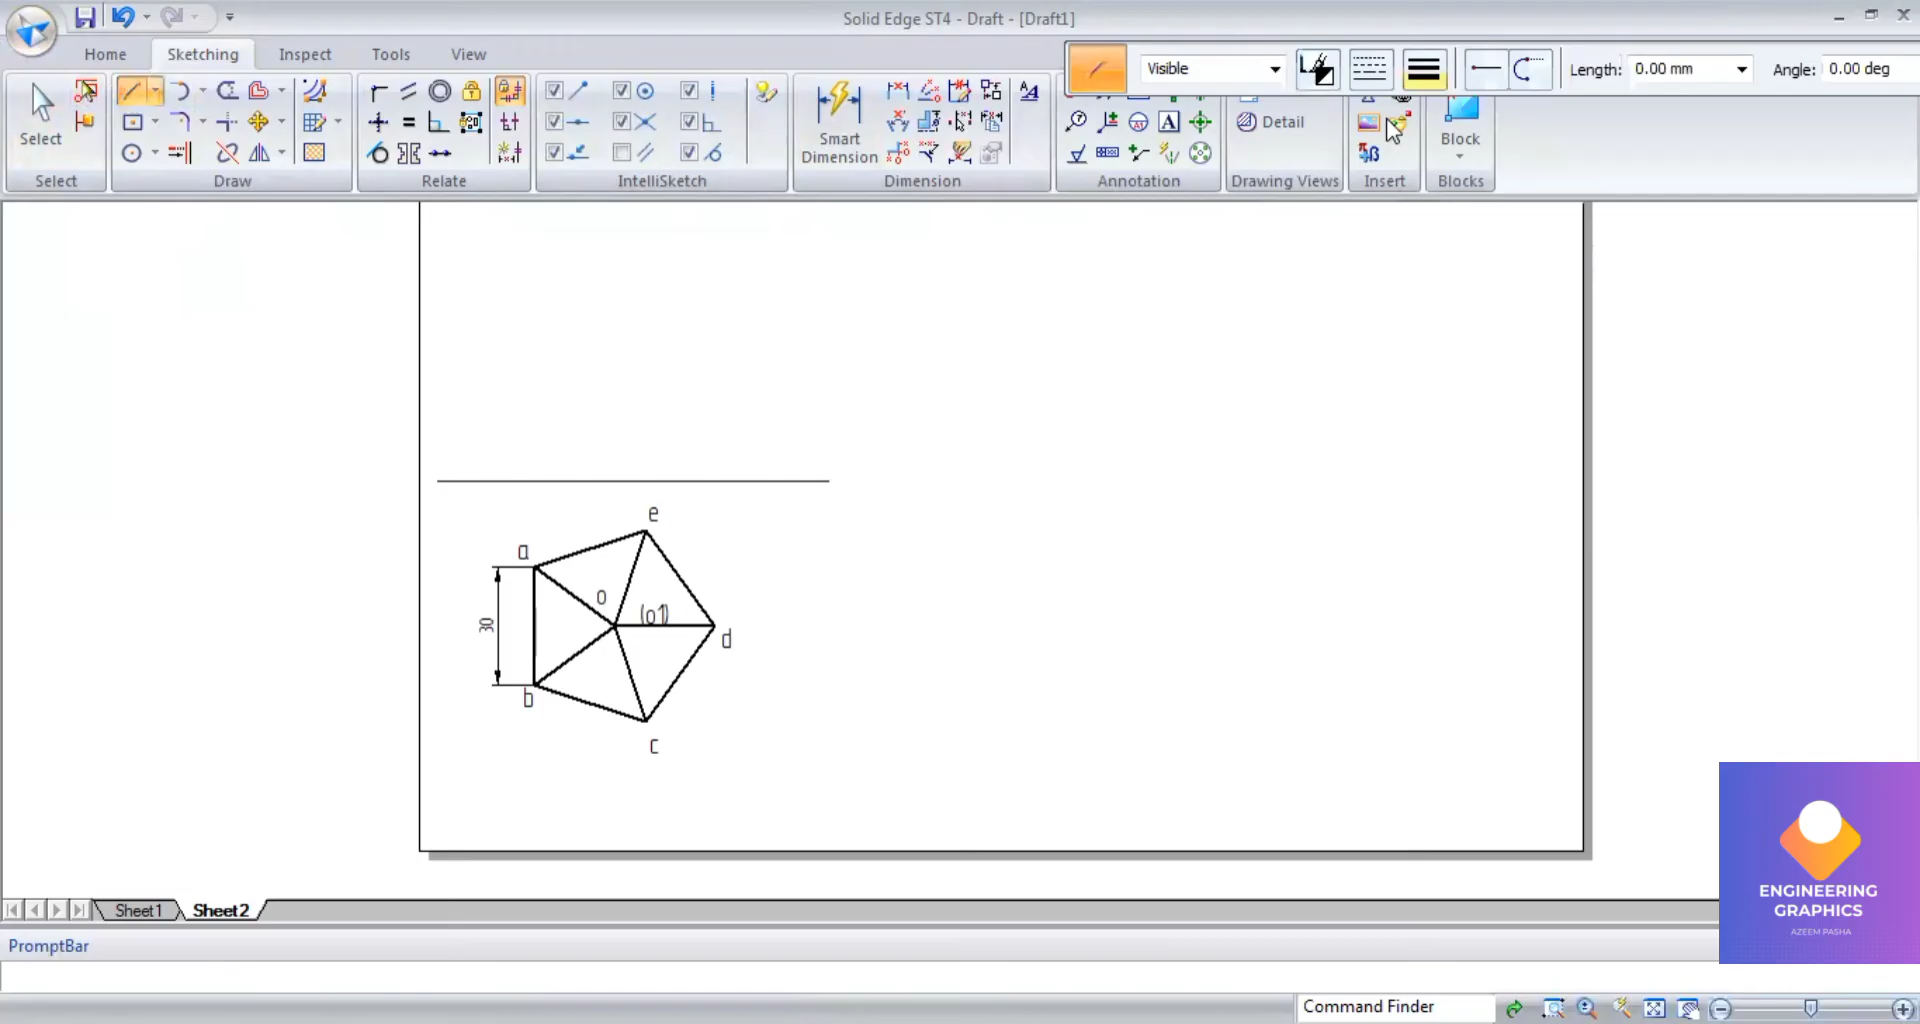 Solid Edge ST4 - Draft - [Draft1]
Home
Sketching
Inspect
Tools
View
Visible
Length: 0.00 mm
Angle: 0.00 deg
Select
Smart
Dimension
A
Detail
Block
Select
Draw
Relate
IntelliSketch
Dimension
Annotation
Drawing Views
Insert
Blocks
e
a
o
(o1)
30
d
b
c
ENGINEERING
GRAPHICS
AZEEM PASHA
Sheet1
Sheet2
PromptBar
Command Finder